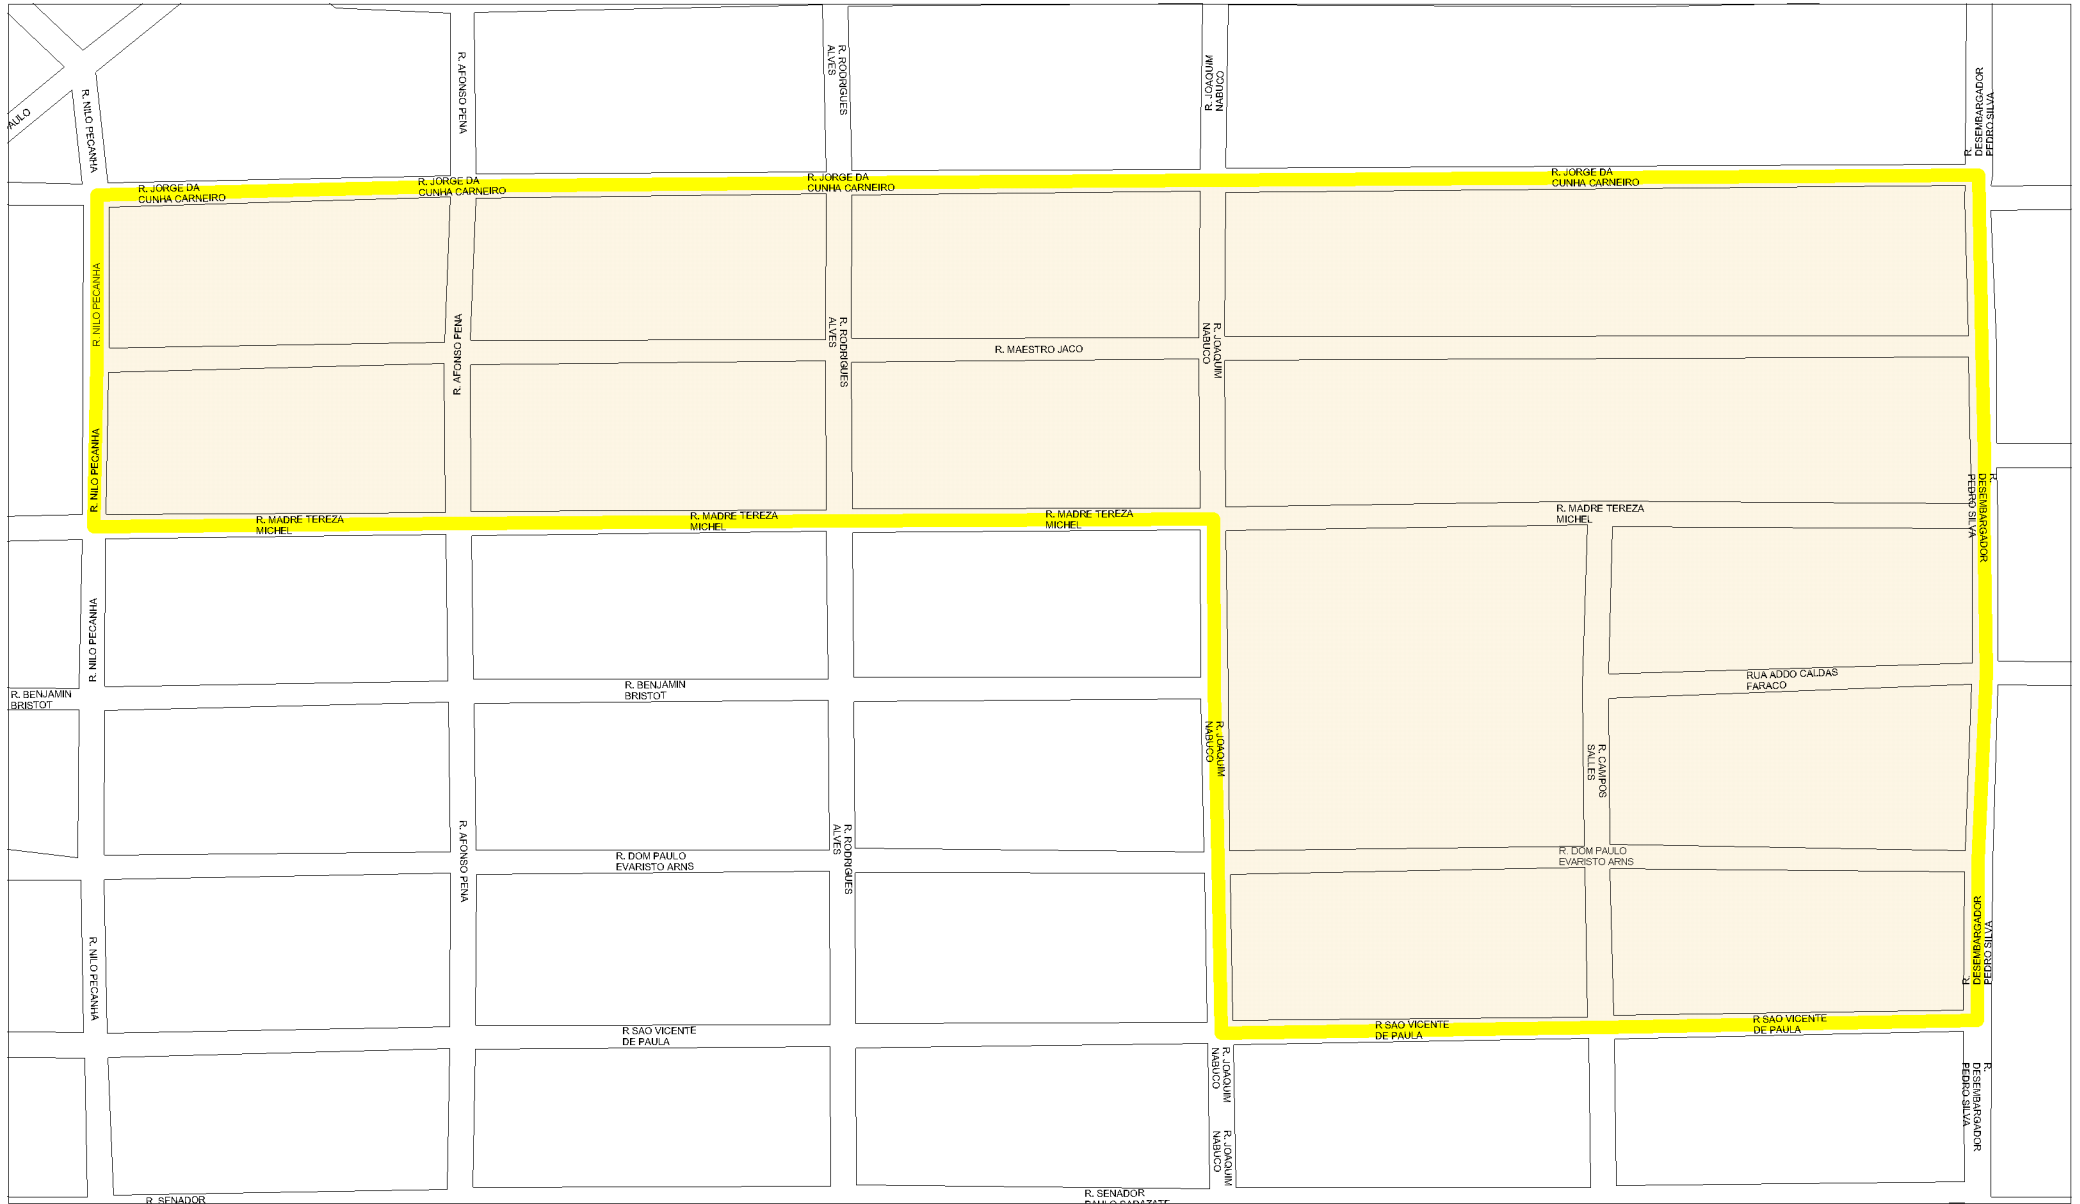 R. AFONSO PENA
R. RODRIGUES
ALVES
R. JOAQUIM
NABUCO
R.
DESEMBARGADOR
PEDRO SILVA
R. NILO PECANHA
AULO
R. JORGE DA
CUNHA CARNEIRO
R. JORGE DA
CUNHA CARNEIRO
R. JORGE DA
CUNHA CARNEIRO
R. JORGE DA
CUNHA CARNEIRO
R. NILO PECANHA
R. AFONSO PENA
R. RODRIGUES
ALVES
R. MAESTRO JACO
R. JOAQUIM
NABUCO
R. NILO PECANHA
R. MADRE TEREZA
MICHEL
R. MADRE TEREZA
MICHEL
R. MADRE TEREZA
MICHEL
R. MADRE TEREZA
MICHEL
R.
DESEMBARGADOR
PEDRO SILVA
R. NILO PECANHA
R. BENJAMIN
BRISTOT
R. BENJAMIN
BRISTOT
RUA ADDO CALDAS
FARACO
R. JOAQUIM
NABUCO
R. CAMPOS
SALLES
R. AFONSO PENA
R. DOM PAULO
EVARISTO ARNS
R. RODRIGUES
ALVES
R. DOM PAULO
EVARISTO ARNS
R.
DESEMBARGADOR
PEDRO SILVA
R. NILO PECANHA
R SAO VICENTE
DE PAULA
R SAO VICENTE
DE PAULA
R SAO VICENTE
DE PAULA
R. JOAQUIM
NABUCO
R.
DESEMBARGADOR
PEDRO SILVA
R. JOAQUIM
NABUCO
R. SENADOR
R. SENADOR